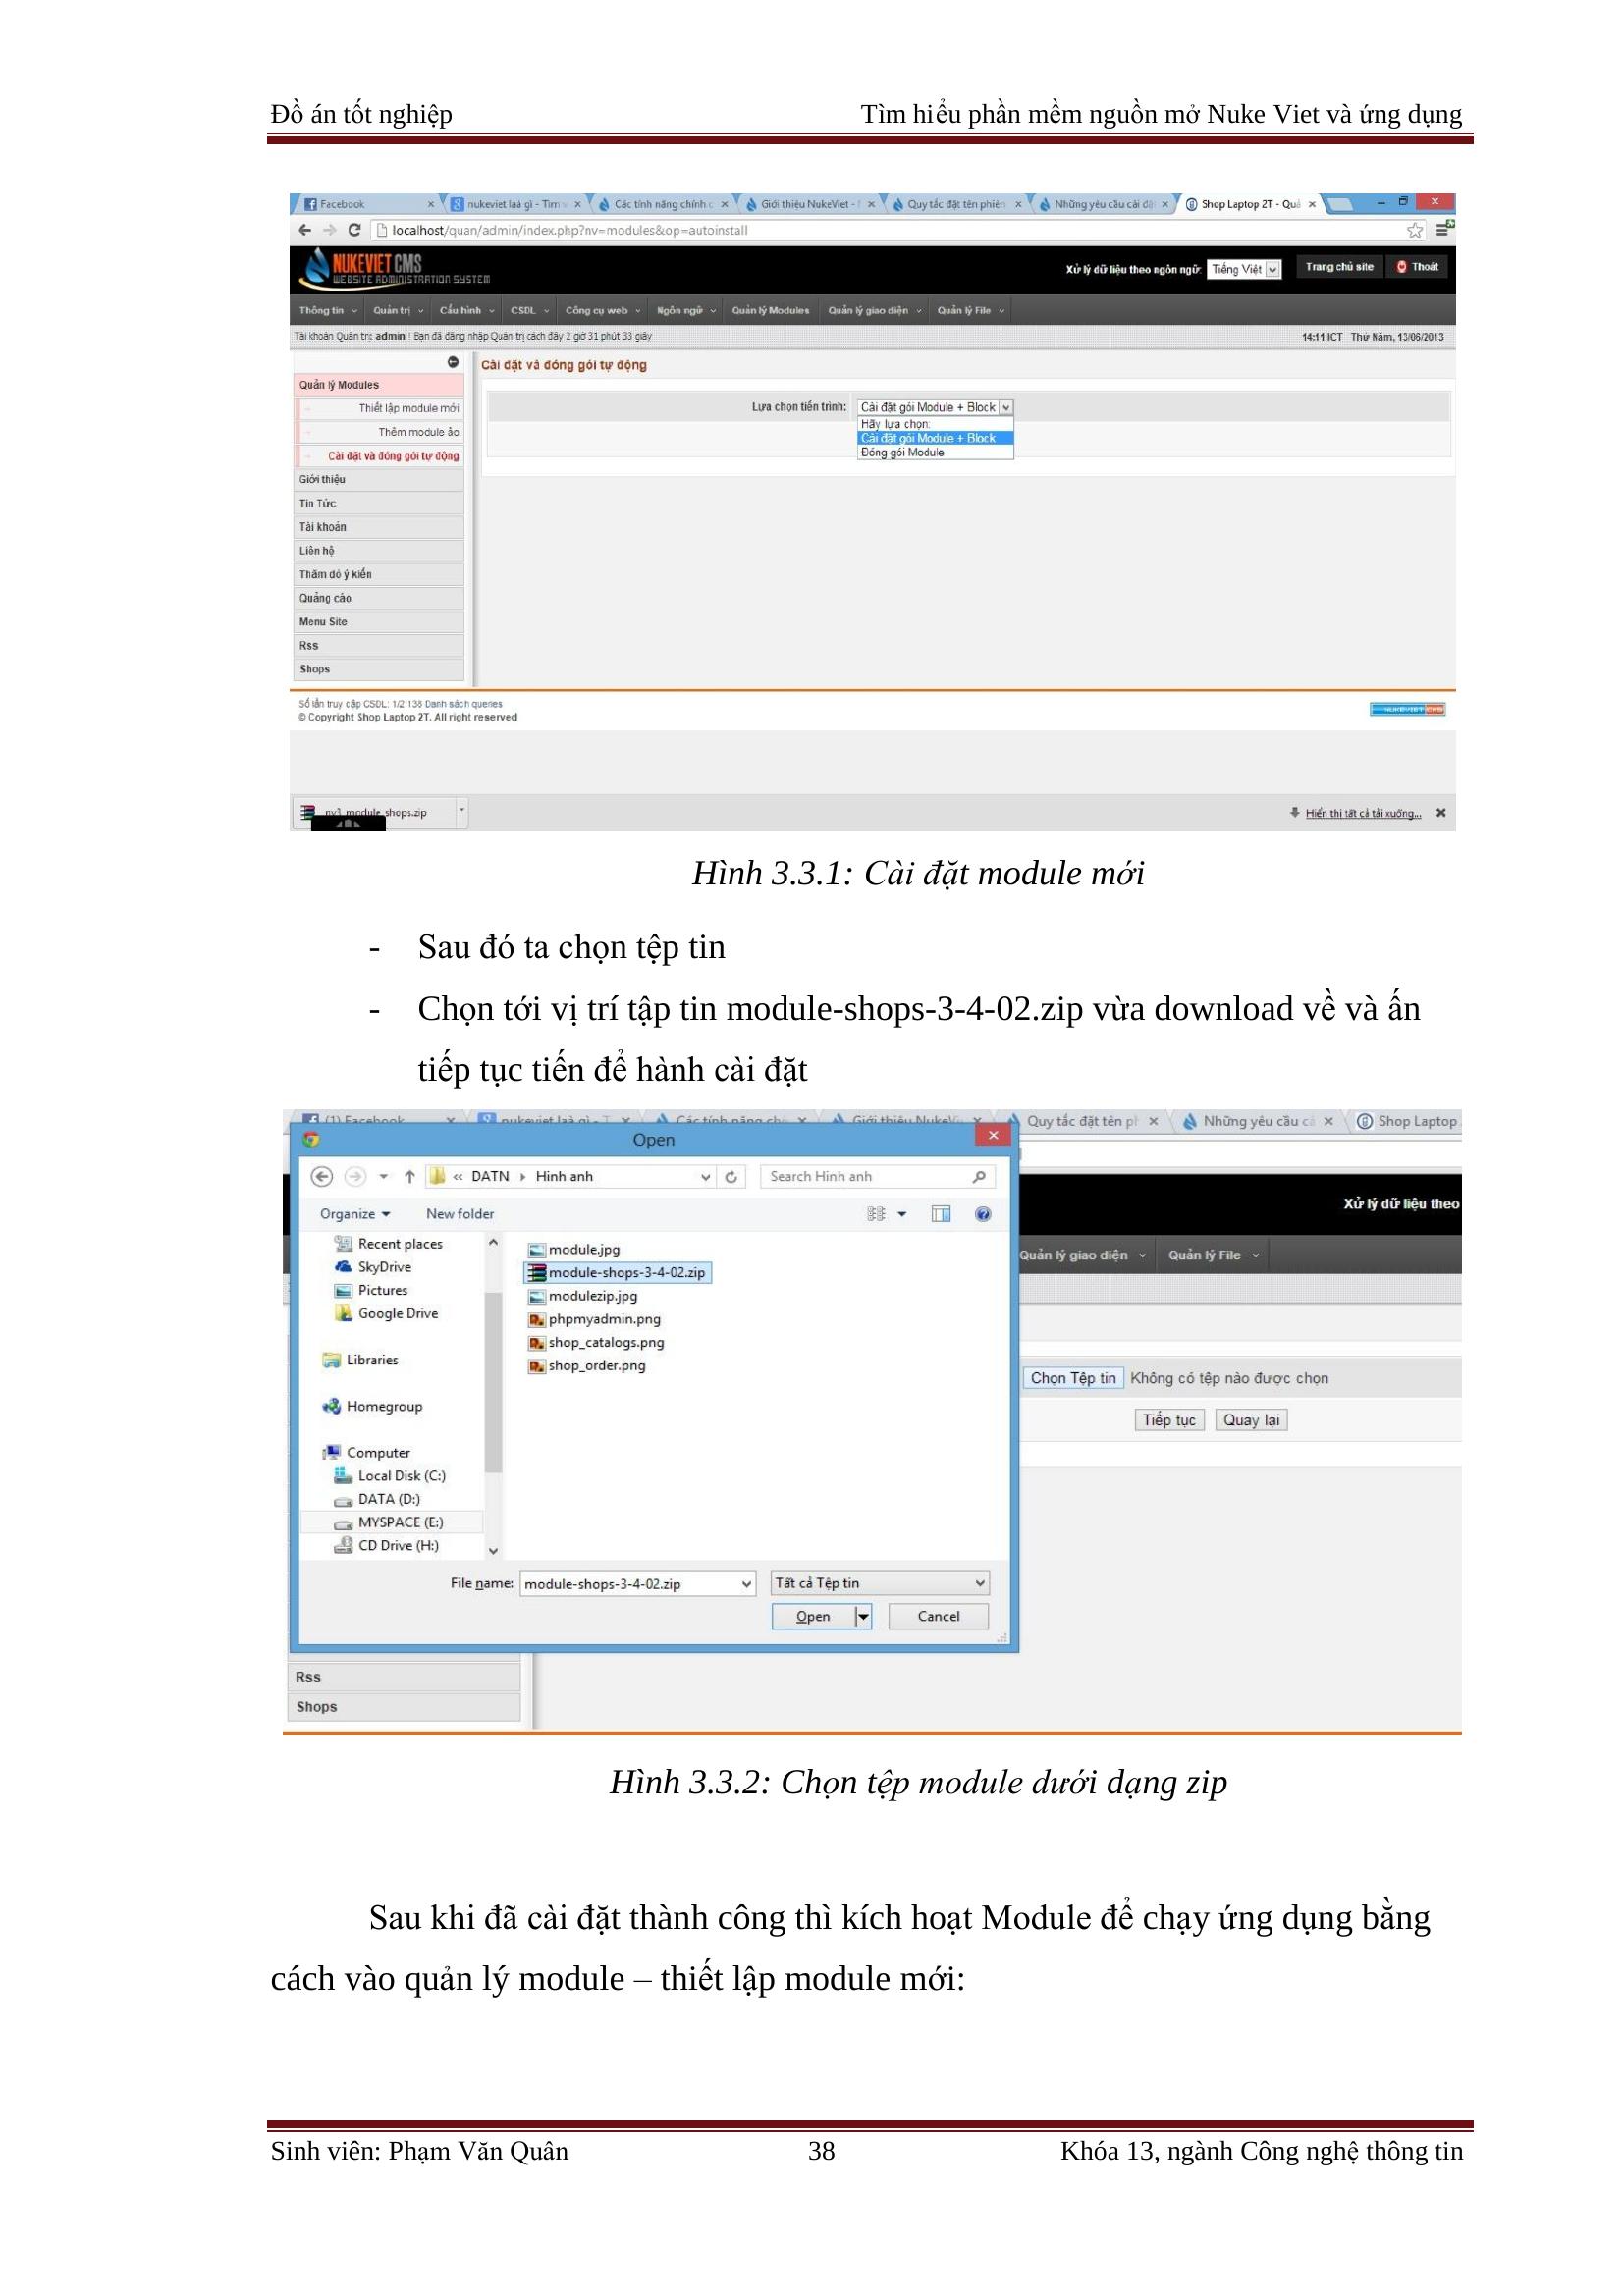 Đồ án tốt nghiệp Tìm hiểu phần mềm nguồn mở Nuke Viet và ứng dụng
Facebook nukeviet laà gì - Tìm Các tính năng chính c Giới thiệu NukeViet - Quy tắc đặt tên phiên Những yêu cầu cài đặ Shop Laptop 2T - Quả
localhost/quan/admin/index.php?nv=modules&op=autoinstall
NUKEVIET CMS
WEBSITE ADMINISTRATION SYSTEM
Xử lý dữ liệu theo ngôn ngữ: Tiếng Việt Trang chủ site Thoát
Thông tin Quản trị Cấu hình CSDL Công cụ web Ngôn ngữ Quản lý Modules Quản lý giao diện Quản lý File
Tài khoản Quản trị: admin ! Bạn đã đăng nhập Quản trị cách đây 2 giờ 31 phút 33 giây 14:11 ICT Thứ Năm, 13/06/2013
Cài đặt và đóng gói tự động
Quản lý Modules
Thiết lập module mới
Thêm module ảo
Cài đặt và đóng gói tự động
Giới thiệu
Tin Tức
Tài khoản
Liên hệ
Thăm dò ý kiến
Quảng cáo
Menu Site
Rss
Shops
Lựa chọn tiến trình: Cài đặt gói Module + Block
Hãy lựa chọn:
Cài đặt gói Module + Block
Đóng gói Module
Số lần truy cập CSDL: 1/2.138 Danh sách queries
© Copyright Shop Laptop 2T. All right reserved
NUKEVIET CMS
nv3_module_shops.zip Hiển thị tất cả tải xuống...
Hình 3.3.1: Cài đặt module mới
- Sau đó ta chọn tệp tin
- Chọn tới vị trí tập tin module-shops-3-4-02.zip vừa download về và ấn
tiếp tục tiến để hành cài đặt
(1) Facebook nukeviet laà gì - T Các tính năng chí Giới thiệu NukeVi Quy tắc đặt tên ph Những yêu cầu cà Shop Laptop
Open
« DATN Hinh anh Search Hinh anh
Organize New folder
Recent places
SkyDrive
Pictures
Google Drive
Libraries
Homegroup
Computer
Local Disk (C:)
DATA (D:)
MYSPACE (E:)
CD Drive (H:)
module.jpg
module-shops-3-4-02.zip
modulezip.jpg
phpmyadmin.png
shop_catalogs.png
shop_order.png
File name: module-shops-3-4-02.zip Tất cả Tệp tin
Open Cancel
Xử lý dữ liệu theo
Quản lý giao diện Quản lý File
Chọn Tệp tin Không có tệp nào được chọn
Tiếp tục Quay lại
Rss
Shops
Hình 3.3.2: Chọn tệp module dưới dạng zip
Sau khi đã cài đặt thành công thì kích hoạt Module để chạy ứng dụng bằng
cách vào quản lý module – thiết lập module mới:
Sinh viên: Phạm Văn Quân 38 Khóa 13, ngành Công nghệ thông tin